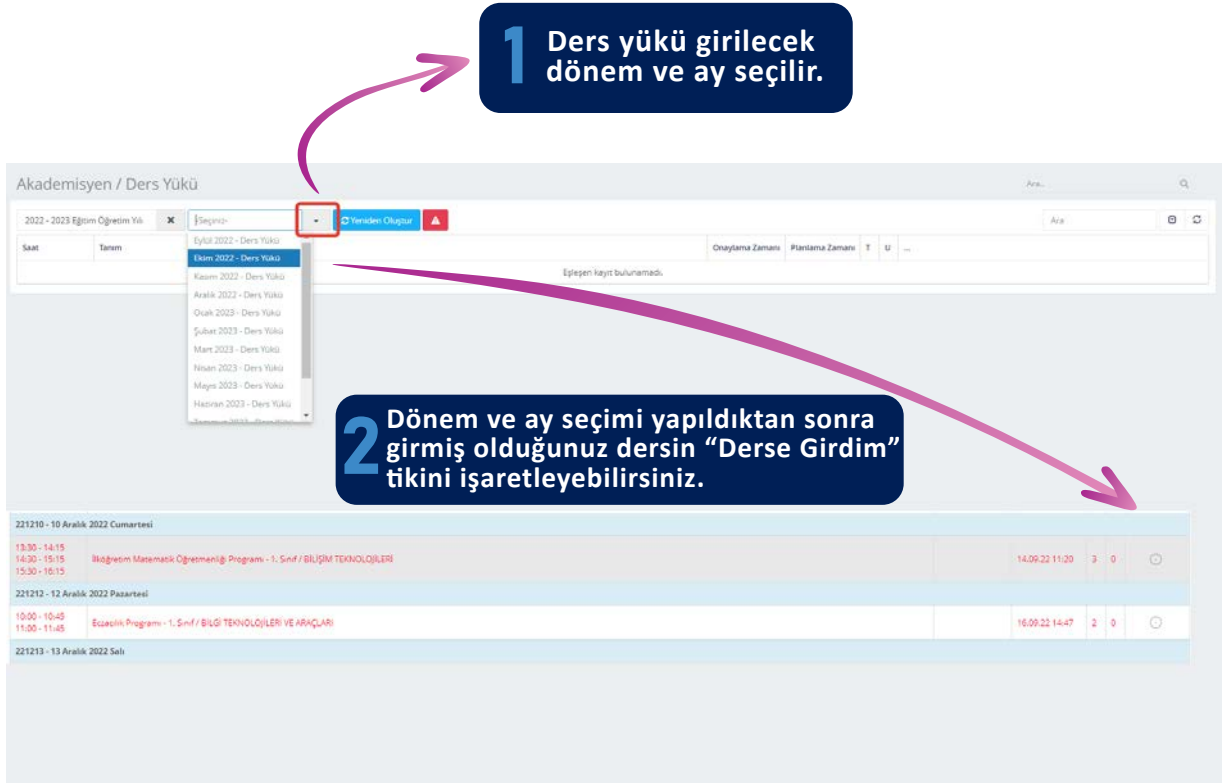 1 Ders yükü girilecek
dönem ve ay seçilir.
Akademisyen / Ders Yükü
Ara...
2022 - 2023 Eğitim Öğretim Yılı
-Seçiniz-
Yeniden Oluştur
Ara
Saat Tanım Onaylama Zamanı Planlama Zamanı T U ...
Eşleşen kayıt bulunamadı.
Eylül 2022 - Ders Yükü
Ekim 2022 - Ders Yükü
Kasım 2022 - Ders Yükü
Aralık 2022 - Ders Yükü
Ocak 2023 - Ders Yükü
Şubat 2023 - Ders Yükü
Mart 2023 - Ders Yükü
Nisan 2023 - Ders Yükü
Mayıs 2023 - Ders Yükü
Haziran 2023 - Ders Yükü
2 Dönem ve ay seçimi yapıldıktan sonra
girmiş olduğunuz dersin “Derse Girdim”
tikini işaretleyebilirsiniz.
221210 - 10 Aralık 2022 Cumartesi
13:30 - 14:15
14:30 - 15:15 İlköğretim Matematik Öğretmenliği Programı - 1. Sınıf / BİLİŞİM TEKNOLOJİLERİ 14.09.22 11:20 3 0
15:30 - 16:15
221212 - 12 Aralık 2022 Pazartesi
10:00 - 10:45
11:00 - 11:45 Eczacılık Programı - 1. Sınıf / BİLGİ TEKNOLOJİLERİ VE ARAÇLARI 16.09.22 14:47 2 0
221213 - 13 Aralık 2022 Salı